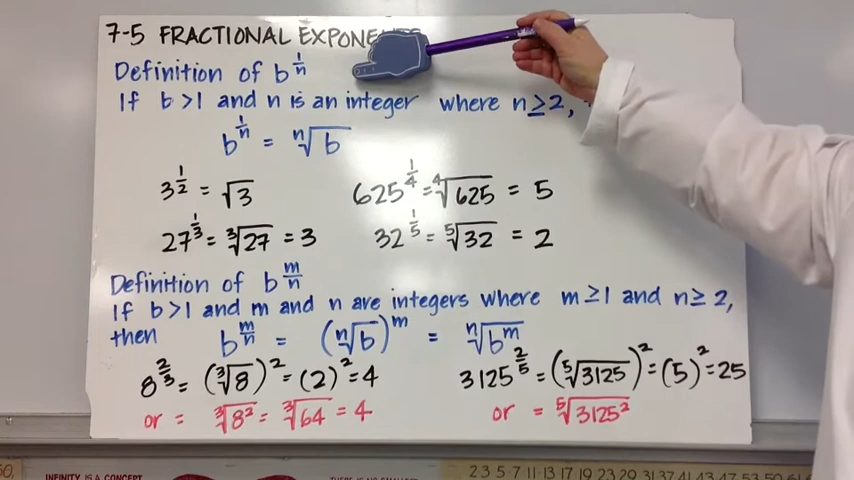 7-5 FRACTIONAL EXPONENTS
Definition of b^(1/n)
If b > 1 and n is an integer where n ≥ 2,
b^(1/n) = ⁿ√b
3^(1/2) = √3
625^(1/4) = ⁴√625 = 5
27^(1/3) = ³√27 = 3
32^(1/5) = ⁵√32 = 2
Definition of b^(m/n)
If b > 1 and m and n are integers where m ≥ 1 and n ≥ 2,
then b^(m/n) = (ⁿ√b)^m = ⁿ√(b^m)
8^(2/3) = (³√8)² = (2)² = 4
or = ³√(8²) = ³√64 = 4
3125^(2/5) = (⁵√3125)² = (5)² = 25
or = ⁵√(3125²)
INFINITY IS A CONCEPT
2 3 5 7 11 13 17 19 23 29 31 37 41 43 47 53